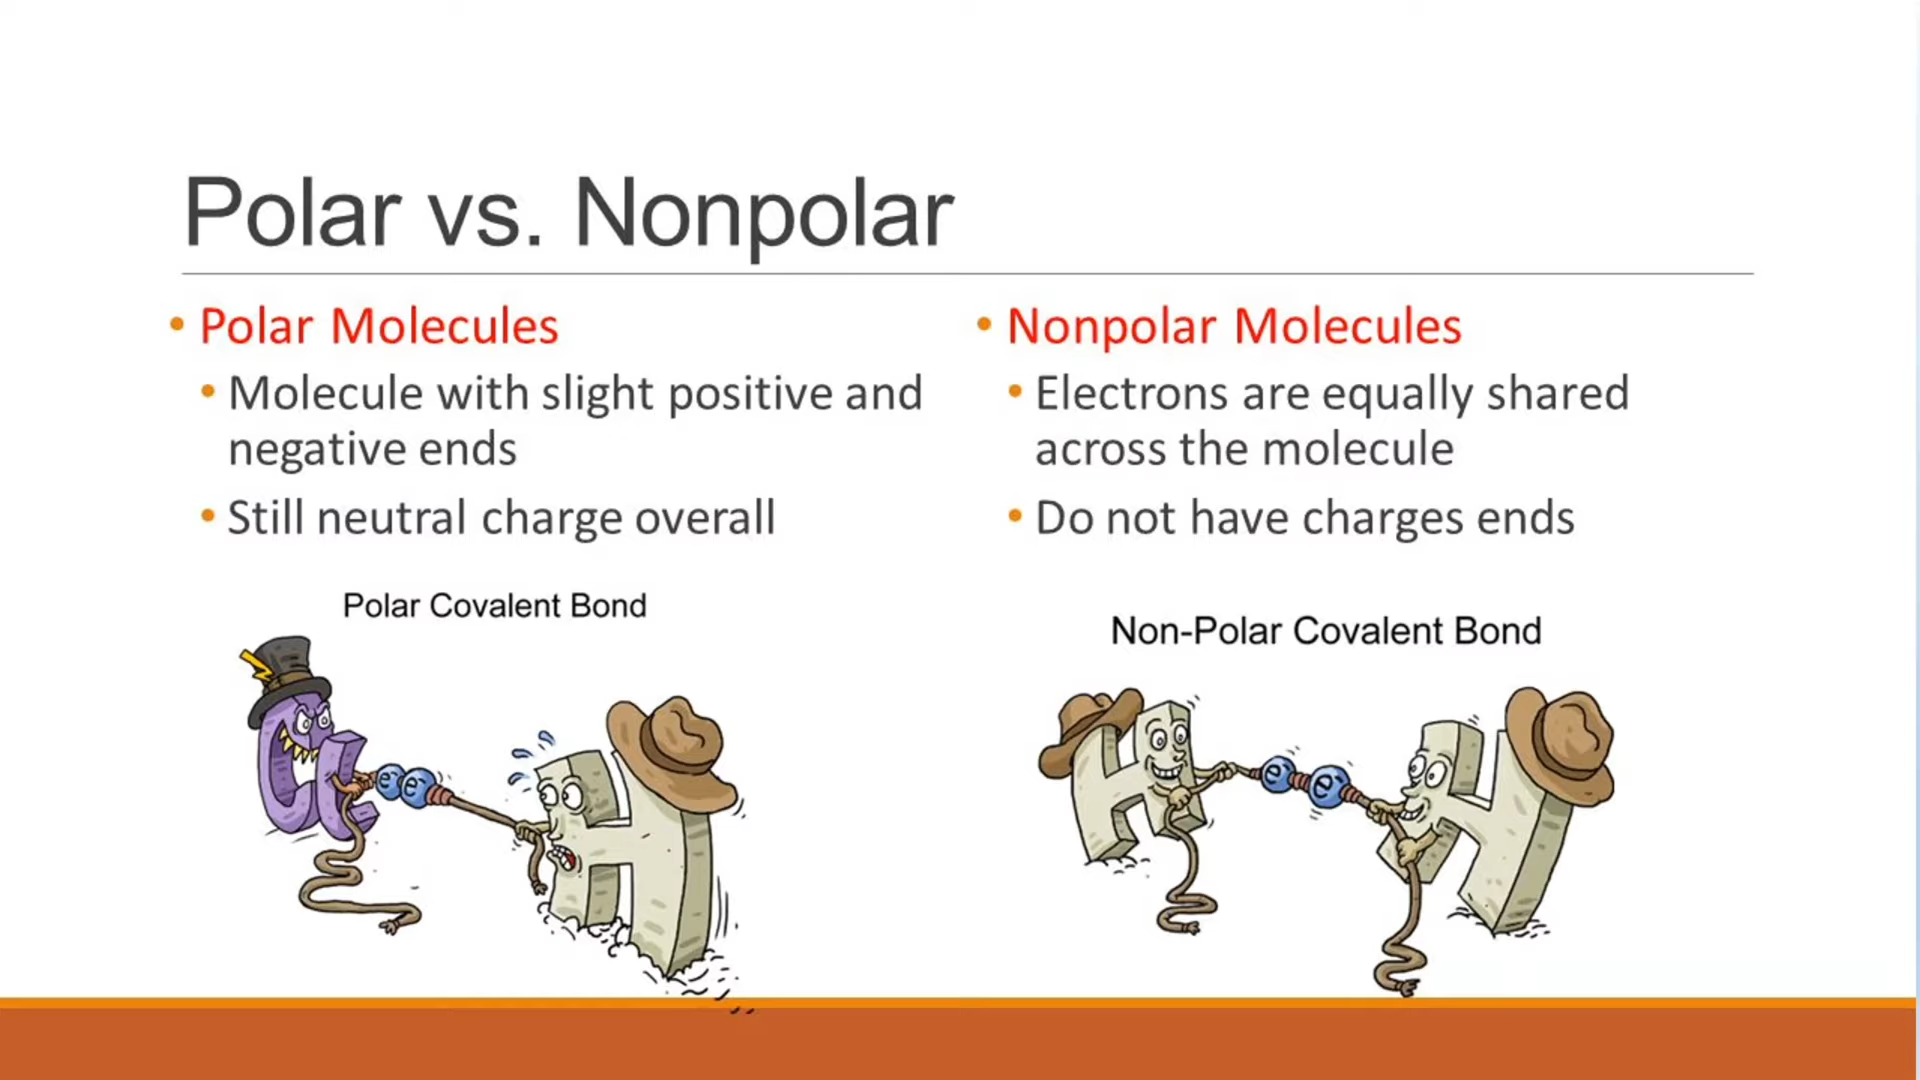 Polar vs. Nonpolar
• Polar Molecules
• Molecule with slight positive and
negative ends
• Still neutral charge overall
Polar Covalent Bond
Cl
e-
e-
H
• Nonpolar Molecules
• Electrons are equally shared
across the molecule
• Do not have charges ends
Non-Polar Covalent Bond
H
e-
e-
H